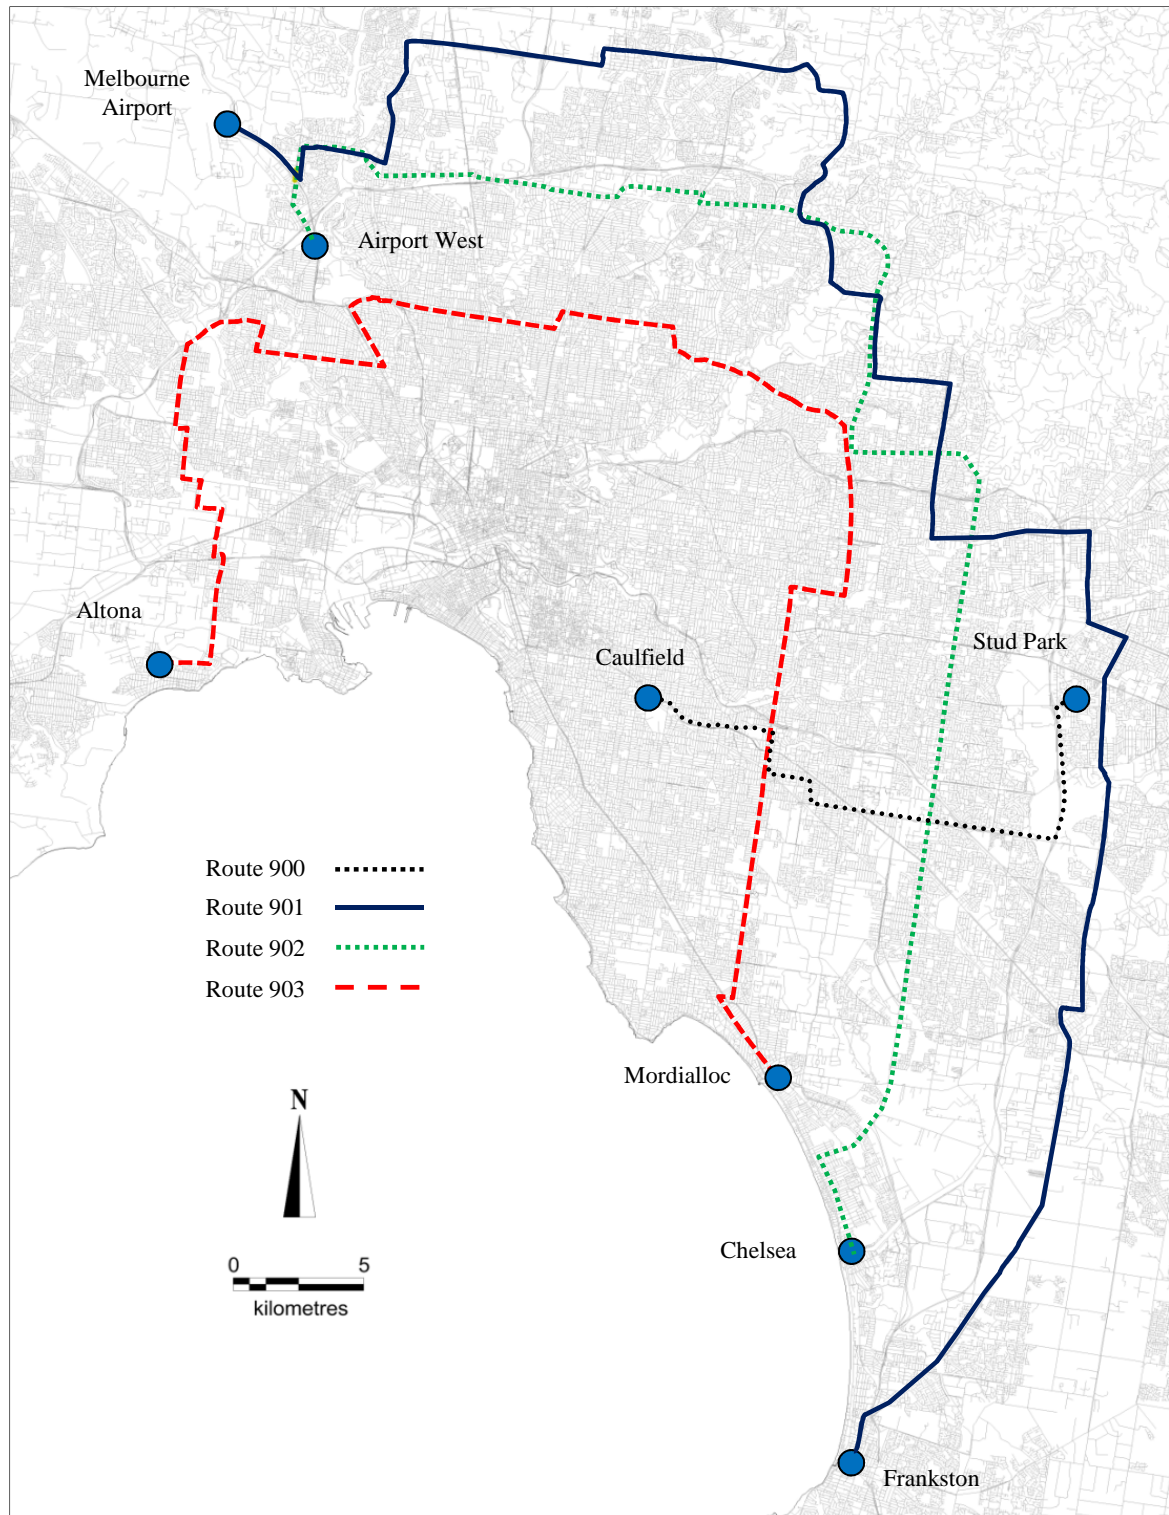 Melbourne
Airport
Airport West
Altona
Caulfield
Stud Park
Route 900
Route 901
Route 902
Route 903
Mordialloc
N
Chelsea
0 5
kilometres
Frankston